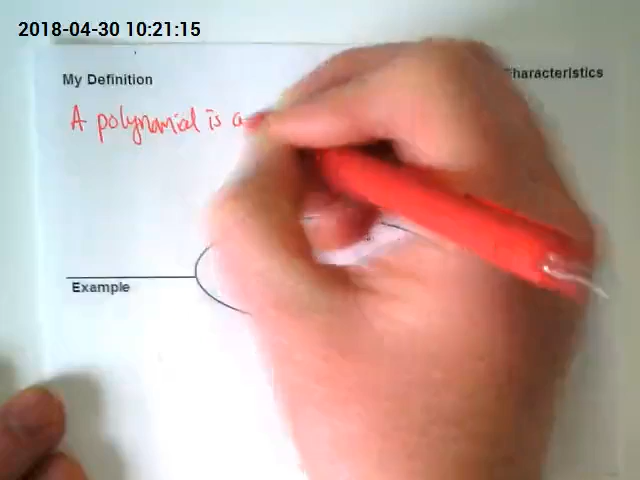 2018-04-30 10:21:15
My Definition
Characteristics
A polynomial is a
Example